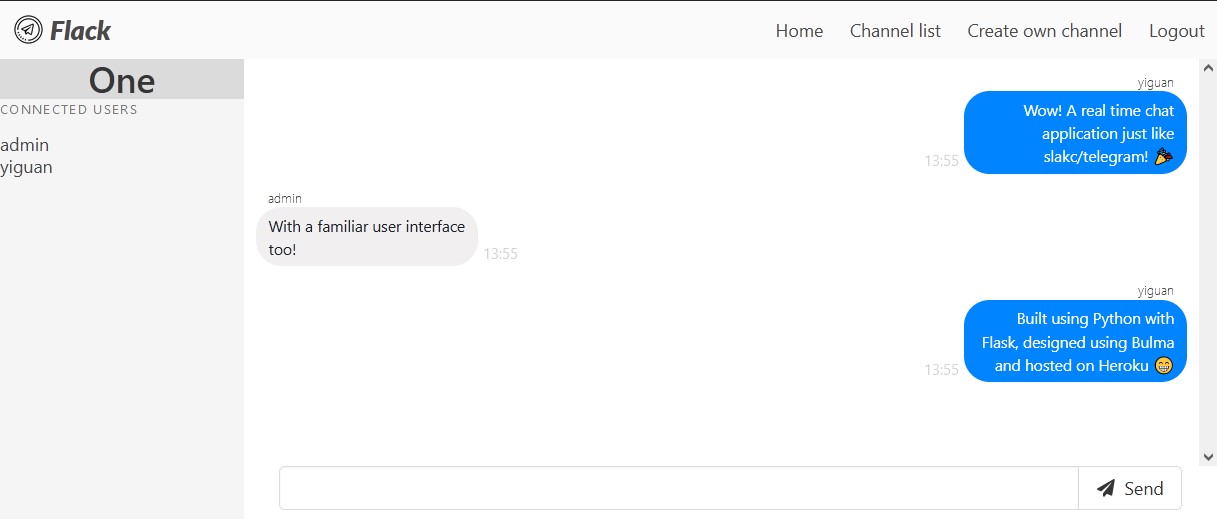 Flack
Home Channel list Create own channel Logout
One
CONNECTED USERS
admin
yiguan
yiguan
Wow! A real time chat
application just like
slakc/telegram! 🎉
13:55
admin
With a familiar user interface
too!
13:55
yiguan
Built using Python with
Flask, designed using Bulma
and hosted on Heroku 😁
13:55
Send